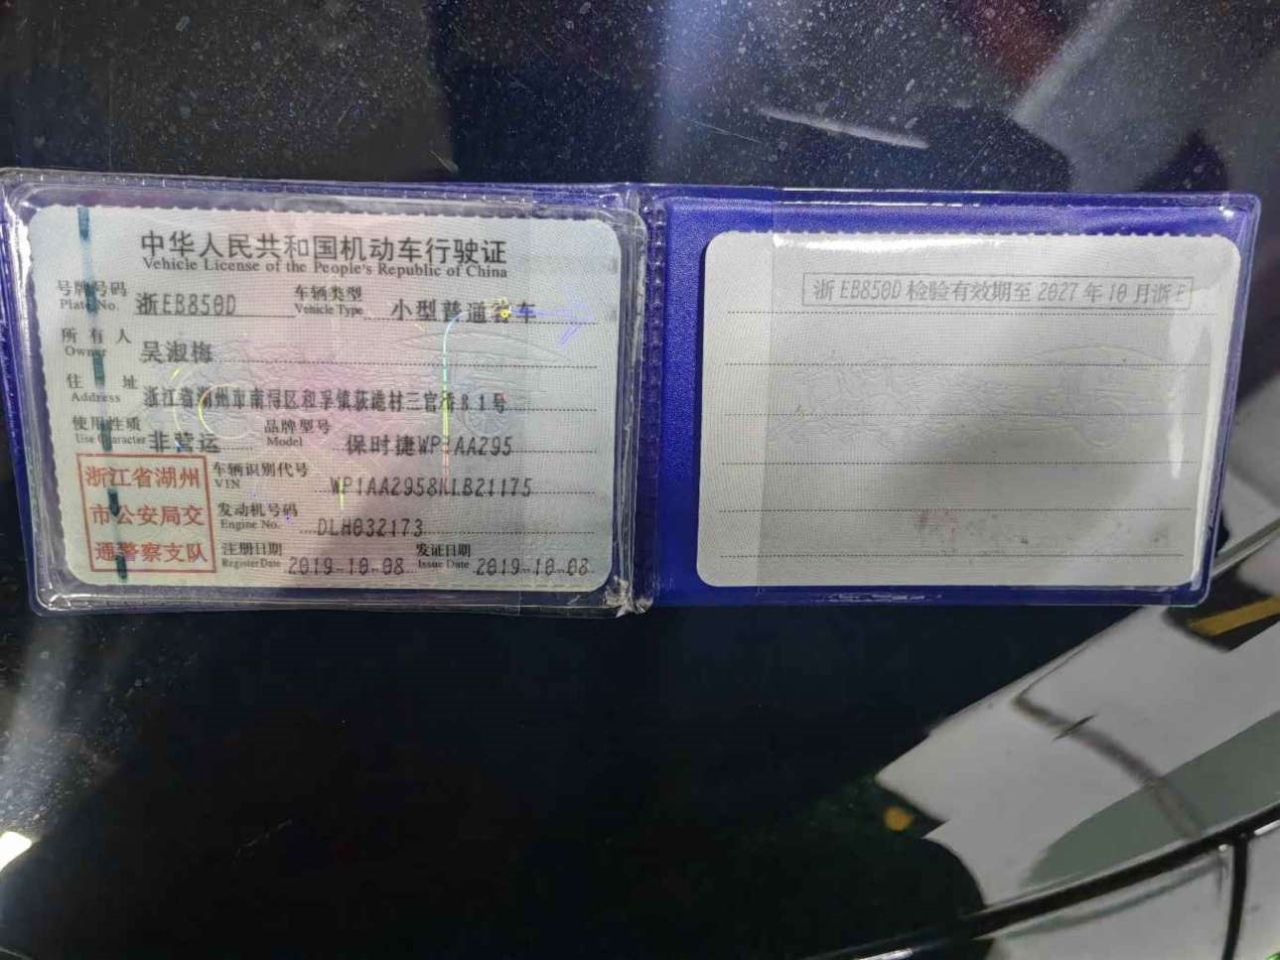 中华人民共和国机动车行驶证
Vehicle License of the People's Republic of China
号牌号码 浙EB850D 车辆类型 小型普通客车
Plate No. Vehicle Type
所有人 吴淑梅
Owner
住址 浙江省湖州市南浔区和孚镇荻港村三官桥81号
Address
使用性质 非营运 品牌型号 保时捷WP1AA295
Use Character Model
浙江省湖州
市公安局交
通警察支队
车辆识别代号 WP1AA2958KLB21175
VIN
发动机号码 DLH032173
Engine No.
注册日期 2019-10-08 发证日期 2019-10-08
Register Date Issue Date
浙EB850D 检验有效期至 2027 年 10 月浙E